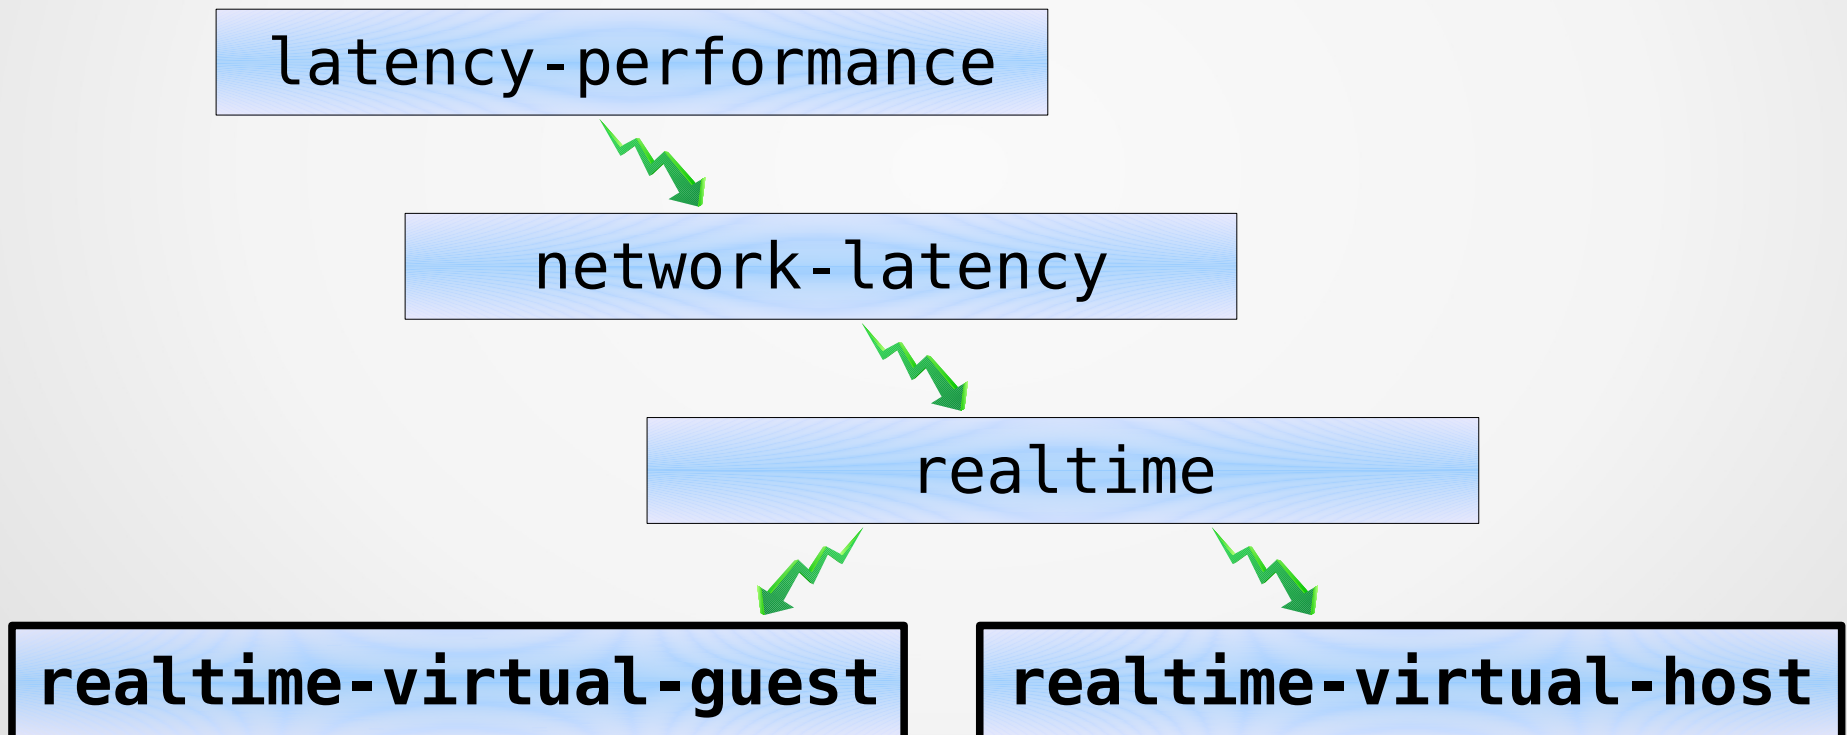 latency-performance
network-latency
realtime
realtime-virtual-guest
realtime-virtual-host